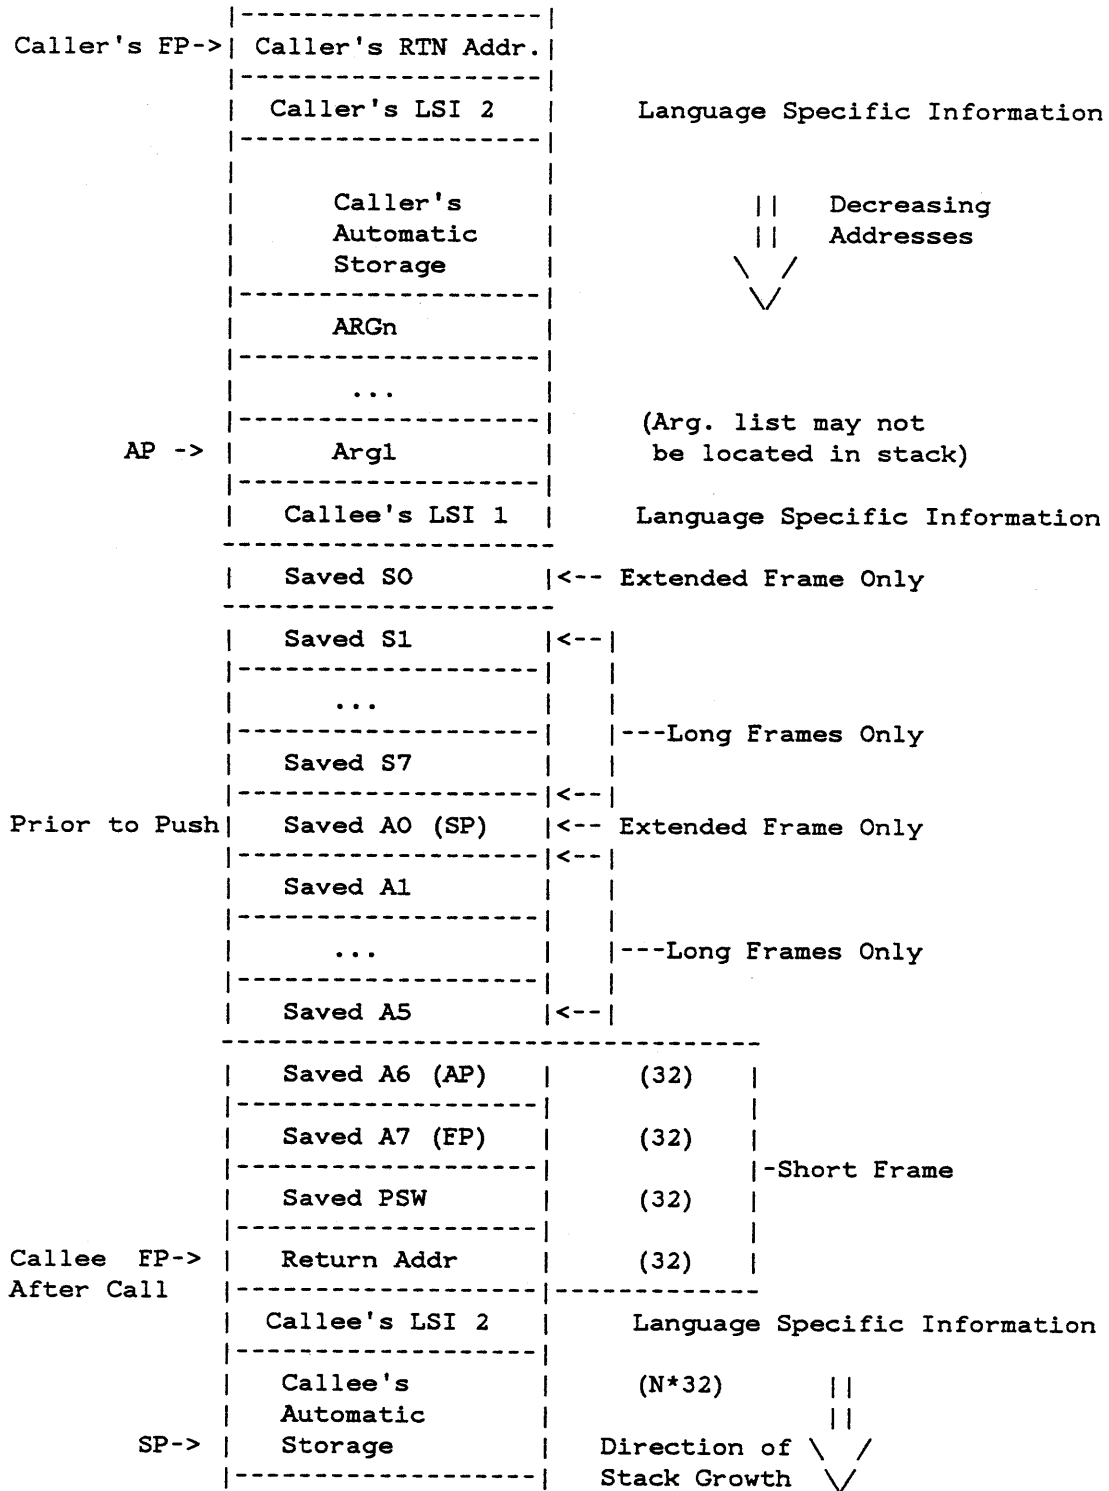 Caller's FP-> Caller's RTN Addr.
Caller's LSI 2 Language Specific Information
Caller's || Decreasing
Automatic || Addresses
Storage \ /
\/
ARGn
...
(Arg. list may not
AP -> Arg1 be located in stack)
Callee's LSI 1 Language Specific Information
Saved S0 <-- Extended Frame Only
Saved S1 <--
...
---Long Frames Only
Saved S7
<--
Prior to Push Saved A0 (SP) <-- Extended Frame Only
<--
Saved A1
... ---Long Frames Only
Saved A5 <--
Saved A6 (AP) (32)
Saved A7 (FP) (32)
-Short Frame
Saved PSW (32)
Callee FP-> Return Addr (32)
After Call
Callee's LSI 2 Language Specific Information
Callee's (N*32) ||
Automatic ||
SP-> Storage Direction of \ /
Stack Growth \/